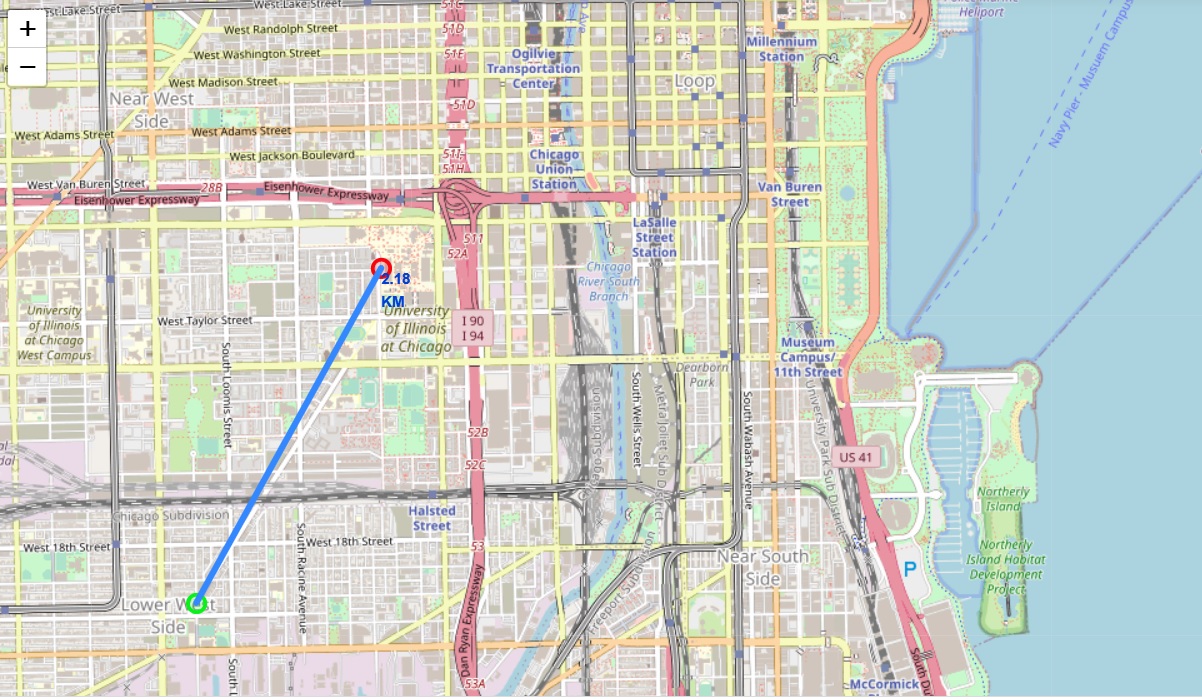 +
−
West Lake Street
West Lake Street
51C
West Randolph Street
51D
West Washington Street
51E
West Madison Street
Ogilvie
Transportation
Center
Millennium
Station
Heliport
Navy Pier - Musuem Campus
Loop
Near West
Side
51D
West Adams Street
West Adams Street
West Jackson Boulevard
51H
Chicago
Union
Station
West Van Buren Street
28B
Eisenhower Expressway
Eisenhower Expressway
Van Buren
Street
LaSalle
Street
Station
51I
52A
2.18
KM
Chicago
River South
Branch
University
of Illinois
at Chicago
West Campus
West Taylor Street
University
of Illinois
at Chicago
I 90
I 94
South Loomis Street
Museum
Campus/
11th Street
Dearborn
Park
South Wells Street
Metra Joliet Sub District
South Wabash Avenue
University Park Sub District
52B
52C
US 41
Chicago Subdivision
Halsted
Street
Northerly
Island
West 18th Street
South Racine Avenue
West 18th Street
53
Near South
Side
Northerly
Island Habitat
Development
Project
P
Freeport Subdivision
Dan Ryan Expressway
Lower West
Side
53A
McCormick